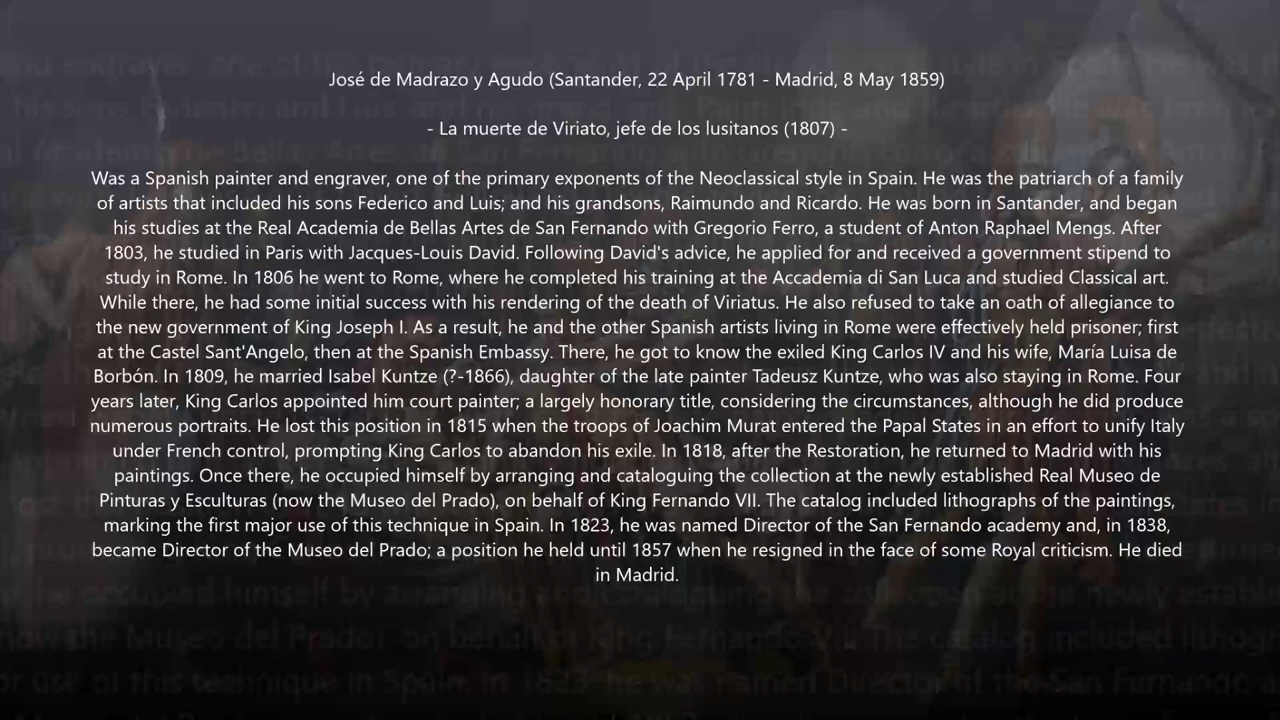 José de Madrazo y Agudo (Santander, 22 April 1781 - Madrid, 8 May 1859)
- La muerte de Viriato, jefe de los lusitanos (1807) -
Was a Spanish painter and engraver, one of the primary exponents of the Neoclassical style in Spain. He was the patriarch of a family
of artists that included his sons Federico and Luis; and his grandsons, Raimundo and Ricardo. He was born in Santander, and began
his studies at the Real Academia de Bellas Artes de San Fernando with Gregorio Ferro, a student of Anton Raphael Mengs. After
1803, he studied in Paris with Jacques-Louis David. Following David's advice, he applied for and received a government stipend to
study in Rome. In 1806 he went to Rome, where he completed his training at the Accademia di San Luca and studied Classical art.
While there, he had some initial success with his rendering of the death of Viriatus. He also refused to take an oath of allegiance to
the new government of King Joseph I. As a result, he and the other Spanish artists living in Rome were effectively held prisoner; first
at the Castel Sant'Angelo, then at the Spanish Embassy. There, he got to know the exiled King Carlos IV and his wife, María Luisa de
Borbón. In 1809, he married Isabel Kuntze (?-1866), daughter of the late painter Tadeusz Kuntze, who was also staying in Rome. Four
years later, King Carlos appointed him court painter; a largely honorary title, considering the circumstances, although he did produce
numerous portraits. He lost this position in 1815 when the troops of Joachim Murat entered the Papal States in an effort to unify Italy
under French control, prompting King Carlos to abandon his exile. In 1818, after the Restoration, he returned to Madrid with his
paintings. Once there, he occupied himself by arranging and cataloguing the collection at the newly established Real Museo de
Pinturas y Esculturas (now the Museo del Prado), on behalf of King Fernando VII. The catalog included lithographs of the paintings,
marking the first major use of this technique in Spain. In 1823, he was named Director of the San Fernando academy and, in 1838,
became Director of the Museo del Prado; a position he held until 1857 when he resigned in the face of some Royal criticism. He died
in Madrid.